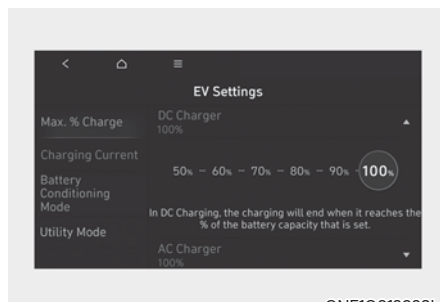 EV Settings
Max. % Charge
Charging Current
Battery
Conditioning
Mode
Utility Mode
DC Charger
100%
50% - 60% - 70% - 80% - 90% - 100%
In DC Charging, the charging will end when it reaches the
% of the battery capacity that is set.
AC Charger
100%